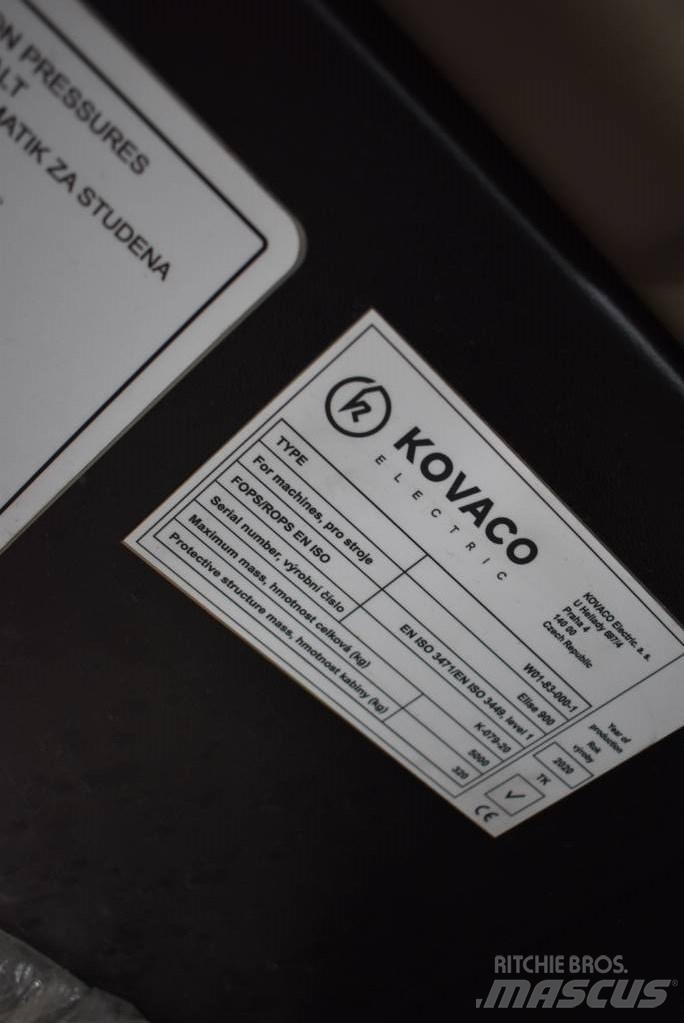 ON PRESSURES
ALT
MATIK ZA STUDENA
KOVACO
ELECTRIC
KOVACO Electric, a. s.
U Hellady 697/4
Praha 4
140 00
Czech Republic
TYPE W01-83-000-1
For machines, pro stroje Elise 900
FOPS/ROPS EN ISO EN ISO 3471/EN ISO 3449, level 1
Serial number, výrobní číslo K-079-20
Maximum mass, hmotnost celková (kg) 5000
Protective structure mass, hmotnost kabiny (kg) 320
Year of
production
Rok
výroby
2020
TK
✓
CE
RITCHIE BROS.
MASCUS